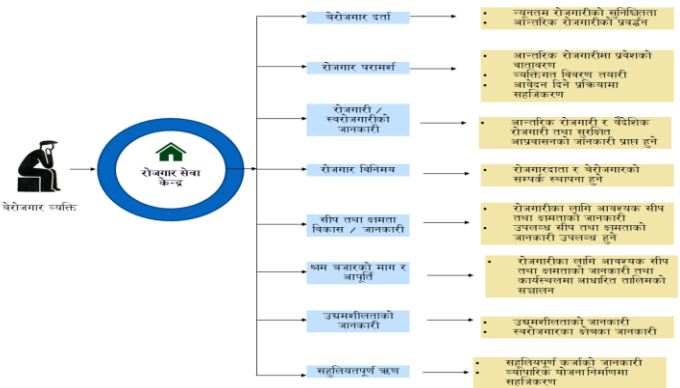 बेरोजगार व्यक्ति
रोजगार सेवा
केन्द्र
बेरोजगार दर्ता
न्यूनतम रोजगारीको सुनिश्चितता
आन्तरिक रोजगारीको प्रवर्द्धन
रोजगार परामर्श
आन्तरिक रोजगारीमा प्रवेशको
वातावरण
व्यक्तिगत विवरण तयारी
आवेदन दिने प्रक्रियामा
सहजिकरण
रोजगारी /
स्वरोजगारीको
जानकारी
आन्तरिक रोजगारी र वैदेशिक
रोजगारी तथा सुरक्षित
आप्रवासनको जानकारी प्राप्त हुने
रोजगार विनिमय
रोजगारदाता र बेरोजगारको
सम्पर्क स्थापना हुने
सीप तथा क्षमता
विकास / जानकारी
रोजगारीका लागि आवश्यक सीप
तथा क्षमताको जानकारी
उपलब्ध सीप तथा क्षमताको
जानकारी उपलब्ध हुने
श्रम बजारको माग र
आपूर्ति
रोजगारीका लागि आवश्यक सीप
तथा क्षमताको जानकारी तथा
कार्यस्थलमा आधारित तालिमको
सञ्चालन
उद्यमशीलताको
जानकारी
उद्यमशीलताको जानकारी
स्वरोजगारका क्षेत्रका जानकारी
सहुलियतपूर्ण ऋण
सहुलियपूर्ण कर्जाको जानकारी
व्यापारिक योजना निर्माणमा
सहजिकरण